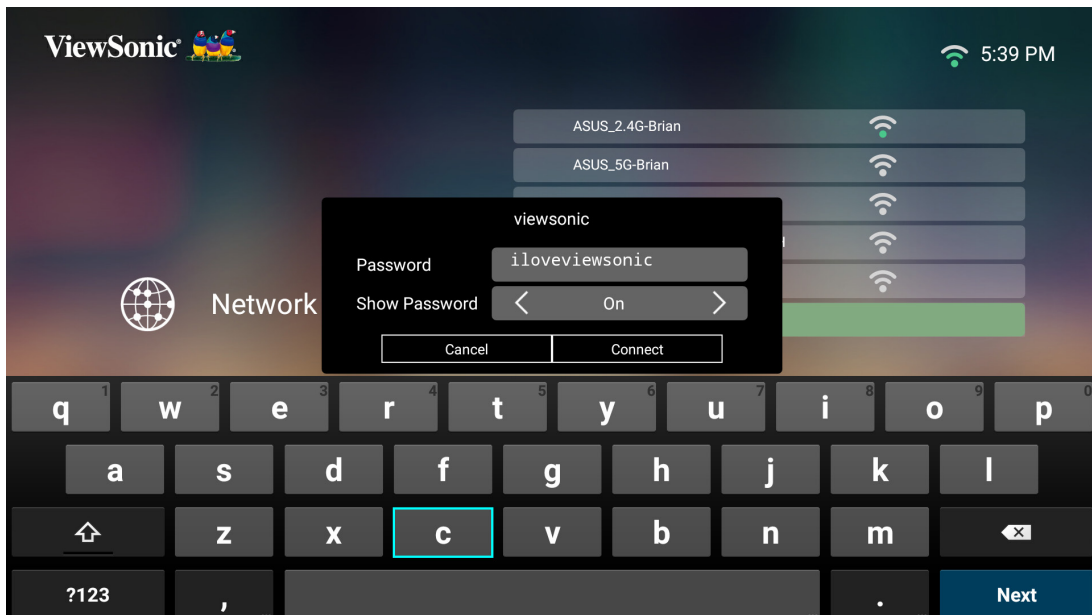 ViewSonic®
5:39 PM
ASUS_2.4G-Brian
ASUS_5G-Brian
viewsonic
Password
iloveviewsonic
Show Password
On
Network
Cancel
Connect
q 1 w 2 e 3 r 4 t 5 y 6 u 7 i 8 o 9 p 0
a s d f g h j k l
z x c v b n m
?123 , . Next